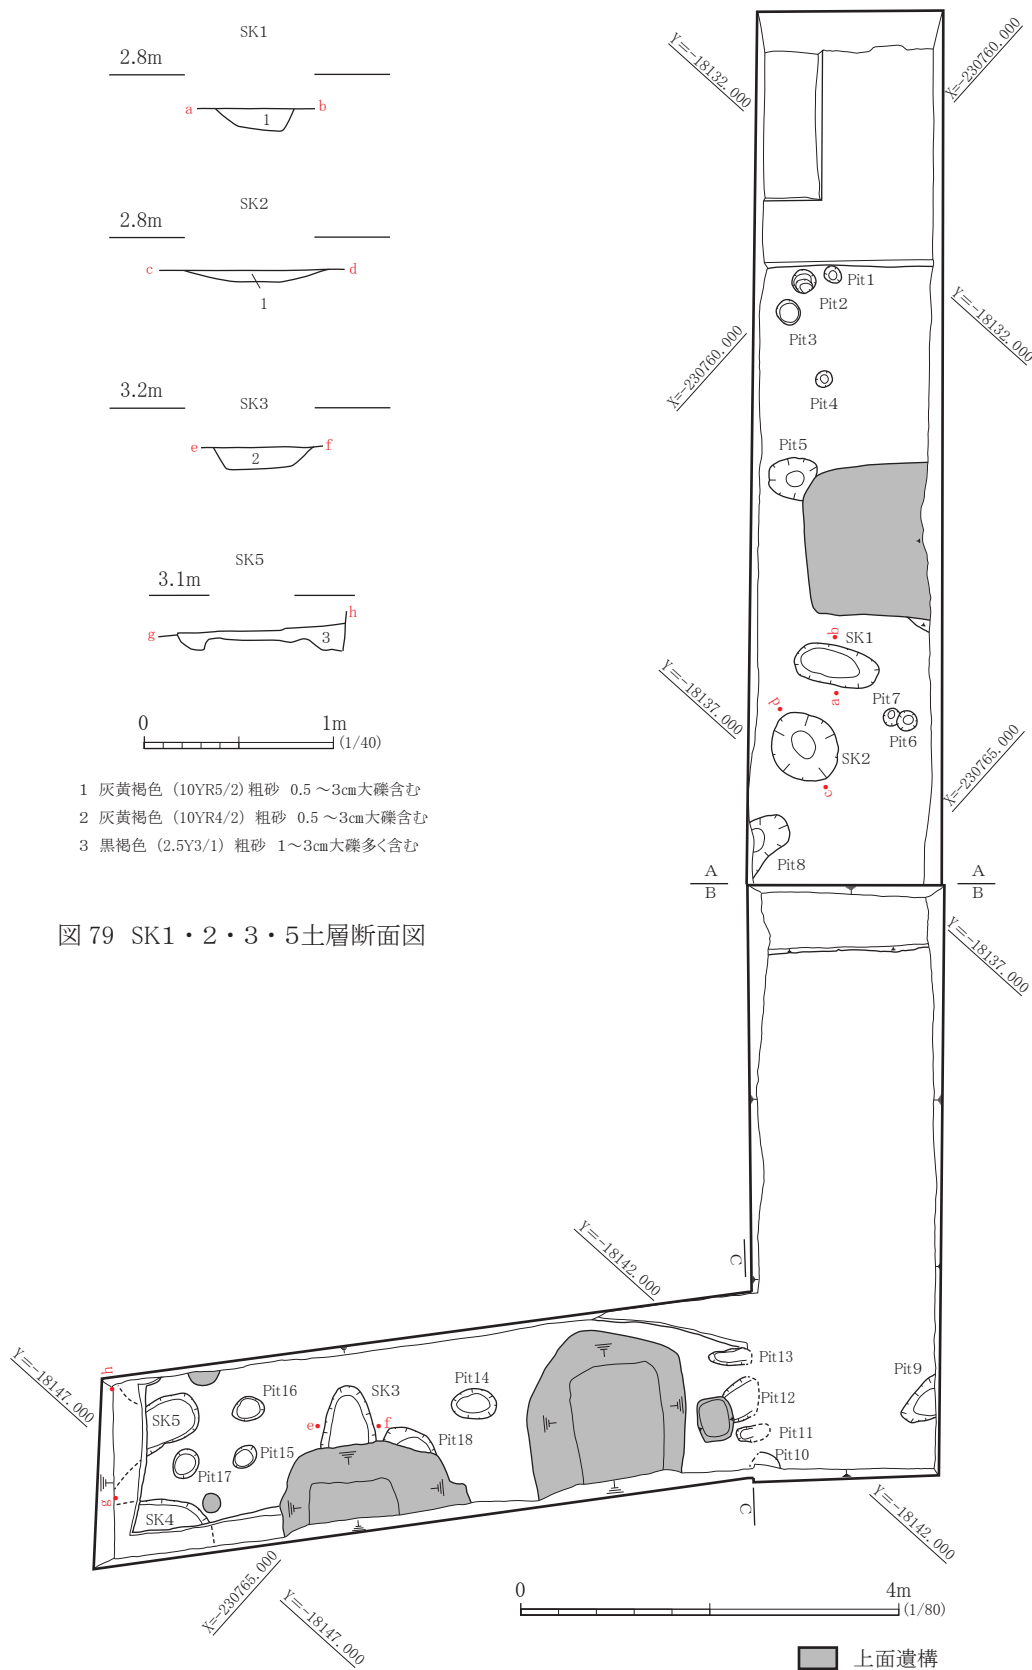 SK1
2.8m
a
b
1
SK2
2.8m
c
d
1
3.2m
SK3
e
f
2
SK5
3.1m
g
h
3
0
1m
(1/40)
1 灰黄褐色 (10YR5/2) 粗砂 0.5～3㎝大礫含む
2 灰黄褐色 (10YR4/2) 粗砂 0.5～3㎝大礫含む
3 黒褐色 (2.5Y3/1) 粗砂 1～3㎝大礫多く含む
図 79 SK1・2・3・5土層断面図
Y=-18132.000
X=-230760.000
Pit1
Pit2
Pit3
Y=-18132.000
X=-230760.000
Pit4
Pit5
b
SK1
a
Y=-18137.000
d
Pit7
Pit6
SK2
X=-230765.000
c
Pit8
A
B
A
B
Y=-18137.000
Y=-18142.000
C
Y=-18147.000
h
SK5
Pit16
SK3
Pit14
Pit13
Pit9
Pit12
e
f
Pit18
Pit11
Pit10
Pit15
Pit17
g
SK4
C
Y=-18142.000
X=-230765.000
Y=-18147.000
0
4m
(1/80)
上面遺構